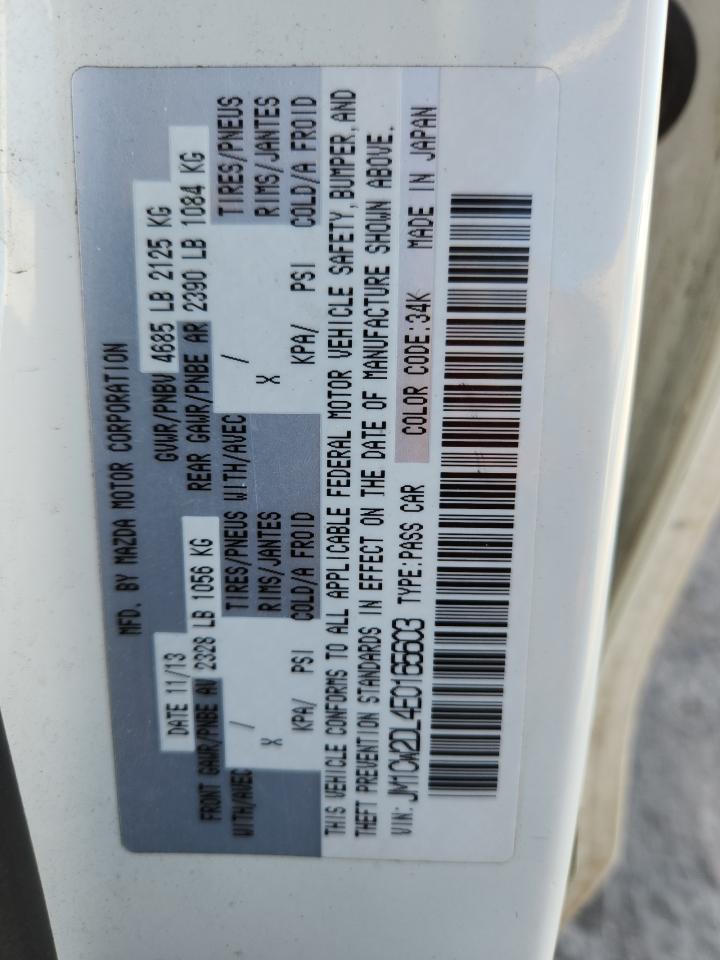 MFD. BY MAZDA MOTOR CORPORATION
DATE 11/13 GVWR/PNBV 4685 LB 2125 KG
FRONT GAWR/PNBE AV 2328 LB 1056 KG REAR GAWR/PNBE AR 2390 LB 1084 KG
WITH/AVEC / X TIRES/PNEUS WITH/AVEC / X TIRES/PNEUS
RIMS/JANTES RIMS/JANTES
KPA/ PSI COLD/A FROID KPA/ PSI COLD/A FROID
THIS VEHICLE CONFORMS TO ALL APPLICABLE FEDERAL MOTOR VEHICLE SAFETY, BUMPER, AND
THEFT PREVENTION STANDARDS IN EFFECT ON THE DATE OF MANUFACTURE SHOWN ABOVE.
VIN: JM1CW2DL4E0165603 TYPE:PASS CAR COLOR CODE:34K MADE IN JAPAN